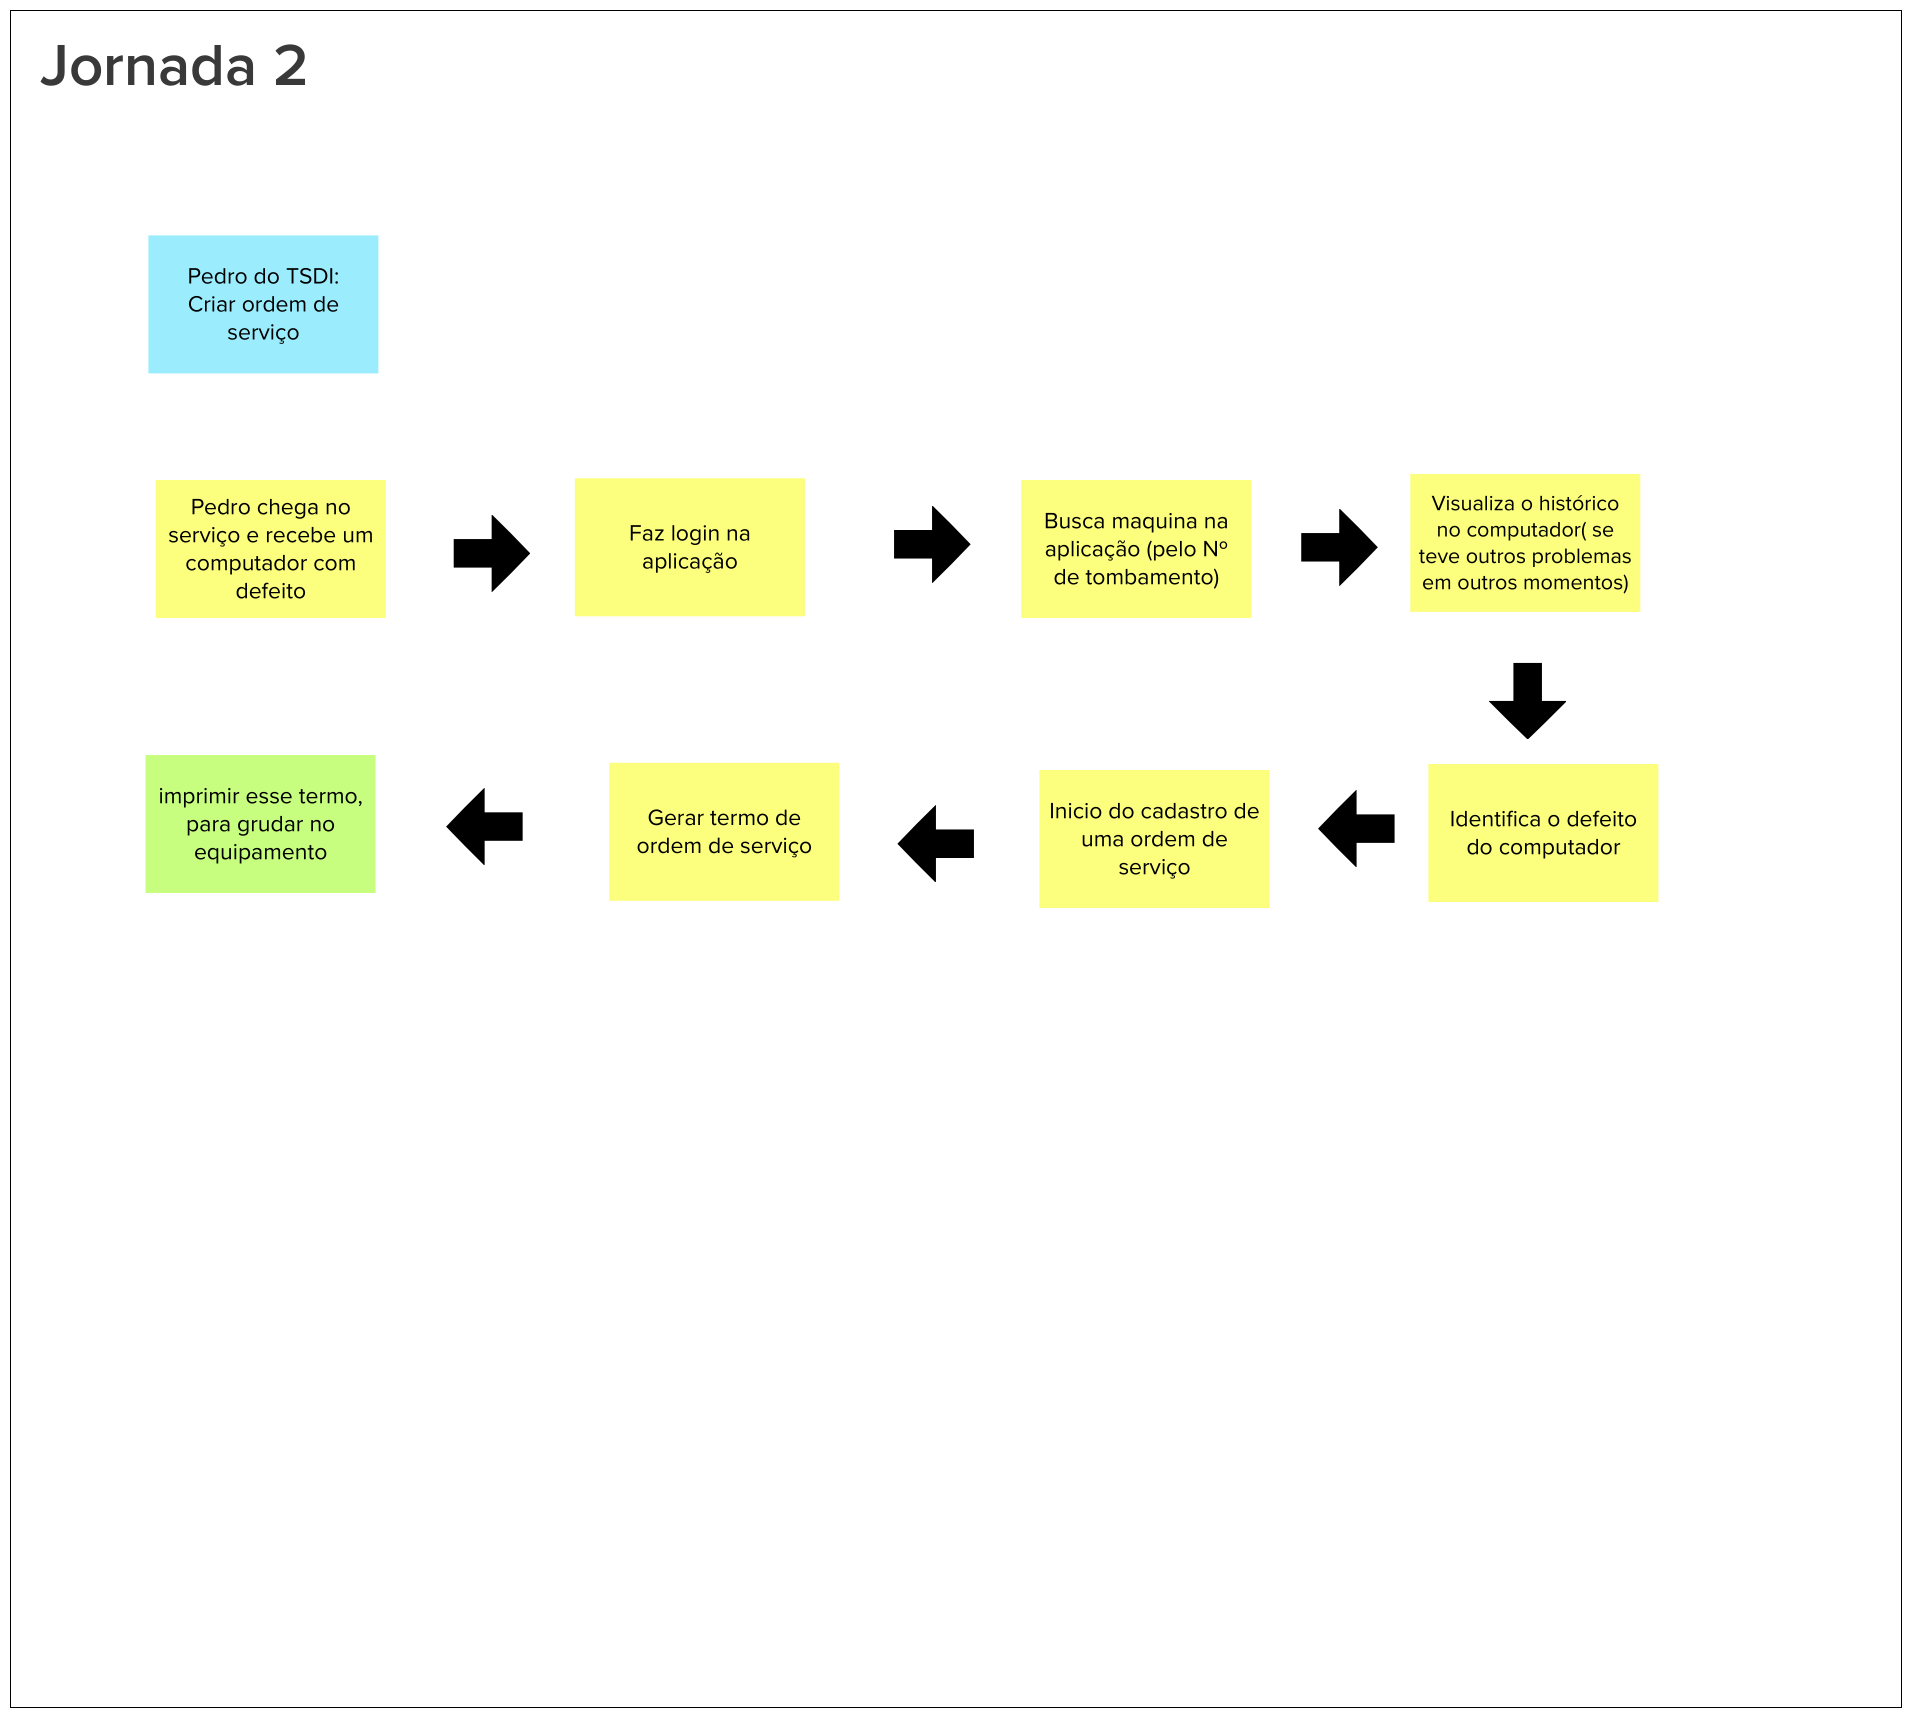 Jornada 2
Pedro do TSDI:
Criar ordem de
serviço
Pedro chega no
serviço e recebe um
computador com
defeito
Faz login na
aplicação
Busca maquina na
aplicação (pelo Nº
de tombamento)
Visualiza o histórico
no computador( se
teve outros problemas
em outros momentos)
Identifica o defeito
do computador
Inicio do cadastro de
uma ordem de
serviço
Gerar termo de
ordem de serviço
imprimir esse termo,
para grudar no
equipamento